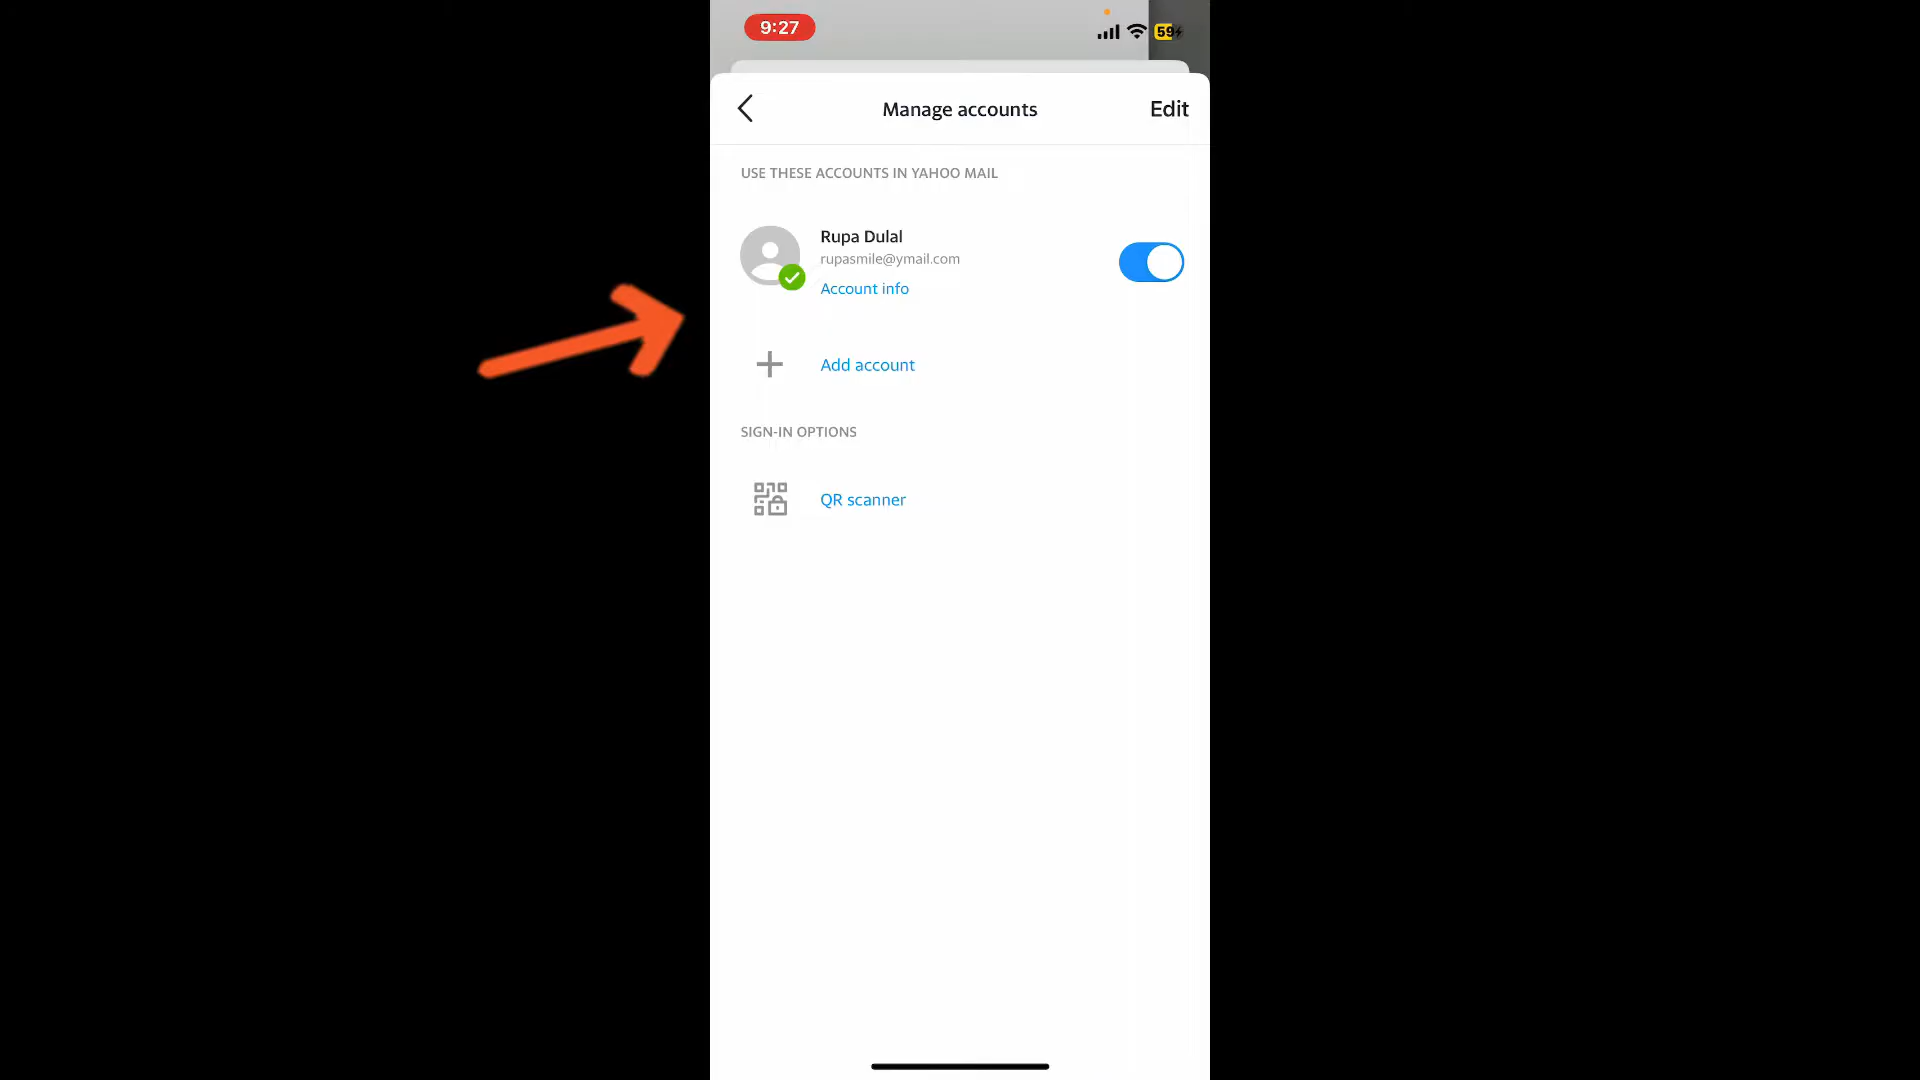 9:27
59
Manage accounts
Edit
USE THESE ACCOUNTS IN YAHOO MAIL
Rupa Dulal
rupasmile@ymail.com
Account info
Add account
SIGN-IN OPTIONS
QR scanner